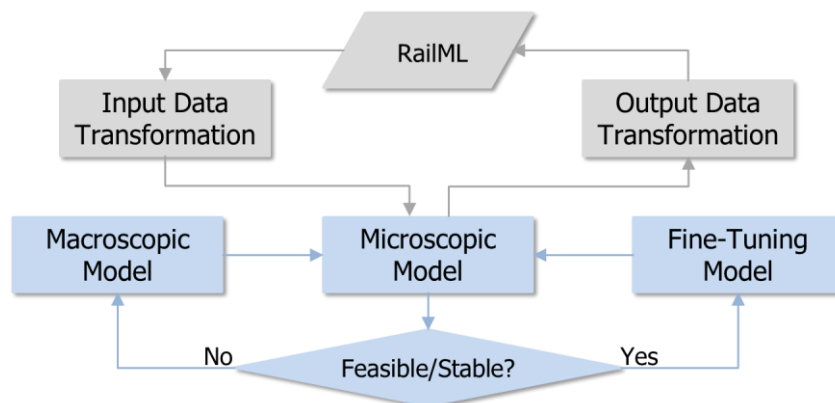 RailML
Input Data
Transformation
Output Data
Transformation
Macroscopic
Model
Microscopic
Model
Fine-Tuning
Model
No
Feasible/Stable?
Yes